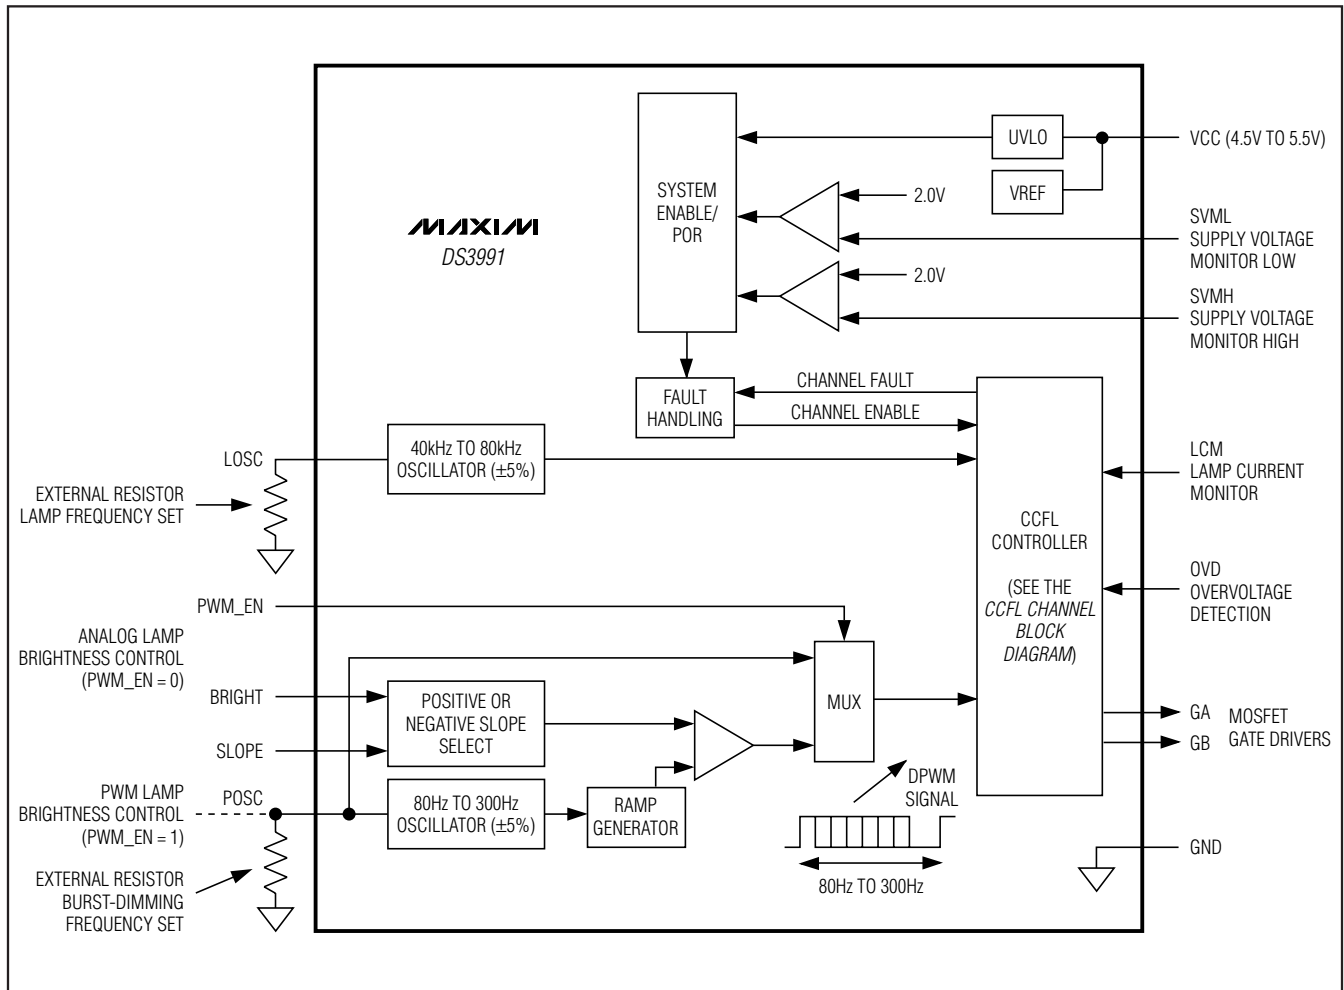 UVLO
VCC (4.5V TO 5.5V)
VREF
SYSTEM
ENABLE/
POR
2.0V
SVML
SUPPLY VOLTAGE
MONITOR LOW
MAXIM
DS3991
2.0V
SVMH
SUPPLY VOLTAGE
MONITOR HIGH
FAULT
HANDLING
CHANNEL FAULT
CHANNEL ENABLE
LOSC
40kHz TO 80kHz
OSCILLATOR (±5%)
EXTERNAL RESISTOR
LAMP FREQUENCY SET
LCM
LAMP CURRENT
MONITOR
CCFL
CONTROLLER
(SEE THE
CCFL CHANNEL
BLOCK
DIAGRAM)
OVD
OVERVOLTAGE
DETECTION
PWM_EN
ANALOG LAMP
BRIGHTNESS CONTROL
(PWM_EN = 0)
BRIGHT
SLOPE
POSITIVE OR
NEGATIVE SLOPE
SELECT
MUX
GA
GB
MOSFET
GATE DRIVERS
PWM LAMP
BRIGHTNESS CONTROL
(PWM_EN = 1)
POSC
80Hz TO 300Hz
OSCILLATOR (±5%)
RAMP
GENERATOR
DPWM
SIGNAL
80Hz TO 300Hz
GND
EXTERNAL RESISTOR
BURST-DIMMING
FREQUENCY SET